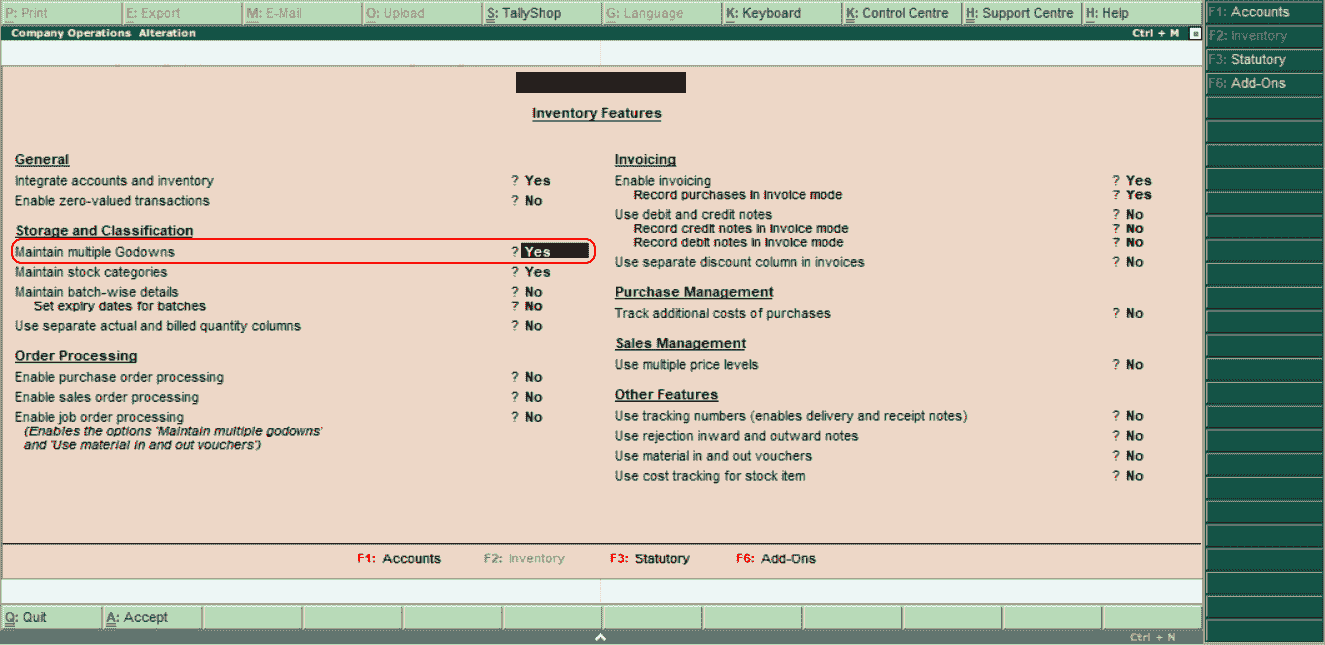 P: Print E: Export M: E-Mail O: Upload S: TallyShop G: Language K: Keyboard K: Control Centre H: Support Centre H: Help F1: Accounts
Company Operations Alteration Ctrl + M F2: Inventory
F3: Statutory
F6: Add-Ons
Inventory Features
General
Integrate accounts and inventory ? Yes
Enable zero-valued transactions ? No
Storage and Classification
Maintain multiple Godowns ? Yes
Maintain stock categories ? Yes
Maintain batch-wise details ? No
Set expiry dates for batches ? No
Use separate actual and billed quantity columns ? No
Order Processing
Enable purchase order processing ? No
Enable sales order processing ? No
Enable job order processing ? No
(Enables the options 'Maintain multiple godowns'
and 'Use material in and out vouchers')
Invoicing
Enable invoicing ? Yes
Record purchases in invoice mode ? Yes
Use debit and credit notes ? No
Record credit notes in invoice mode ? No
Record debit notes in invoice mode ? No
Use separate discount column in invoices ? No
Purchase Management
Track additional costs of purchases ? No
Sales Management
Use multiple price levels ? No
Other Features
Use tracking numbers (enables delivery and receipt notes) ? No
Use rejection inward and outward notes ? No
Use material in and out vouchers ? No
Use cost tracking for stock item ? No
F1: Accounts F2: Inventory F3: Statutory F6: Add-Ons
Q: Quit A: Accept
Ctrl + N